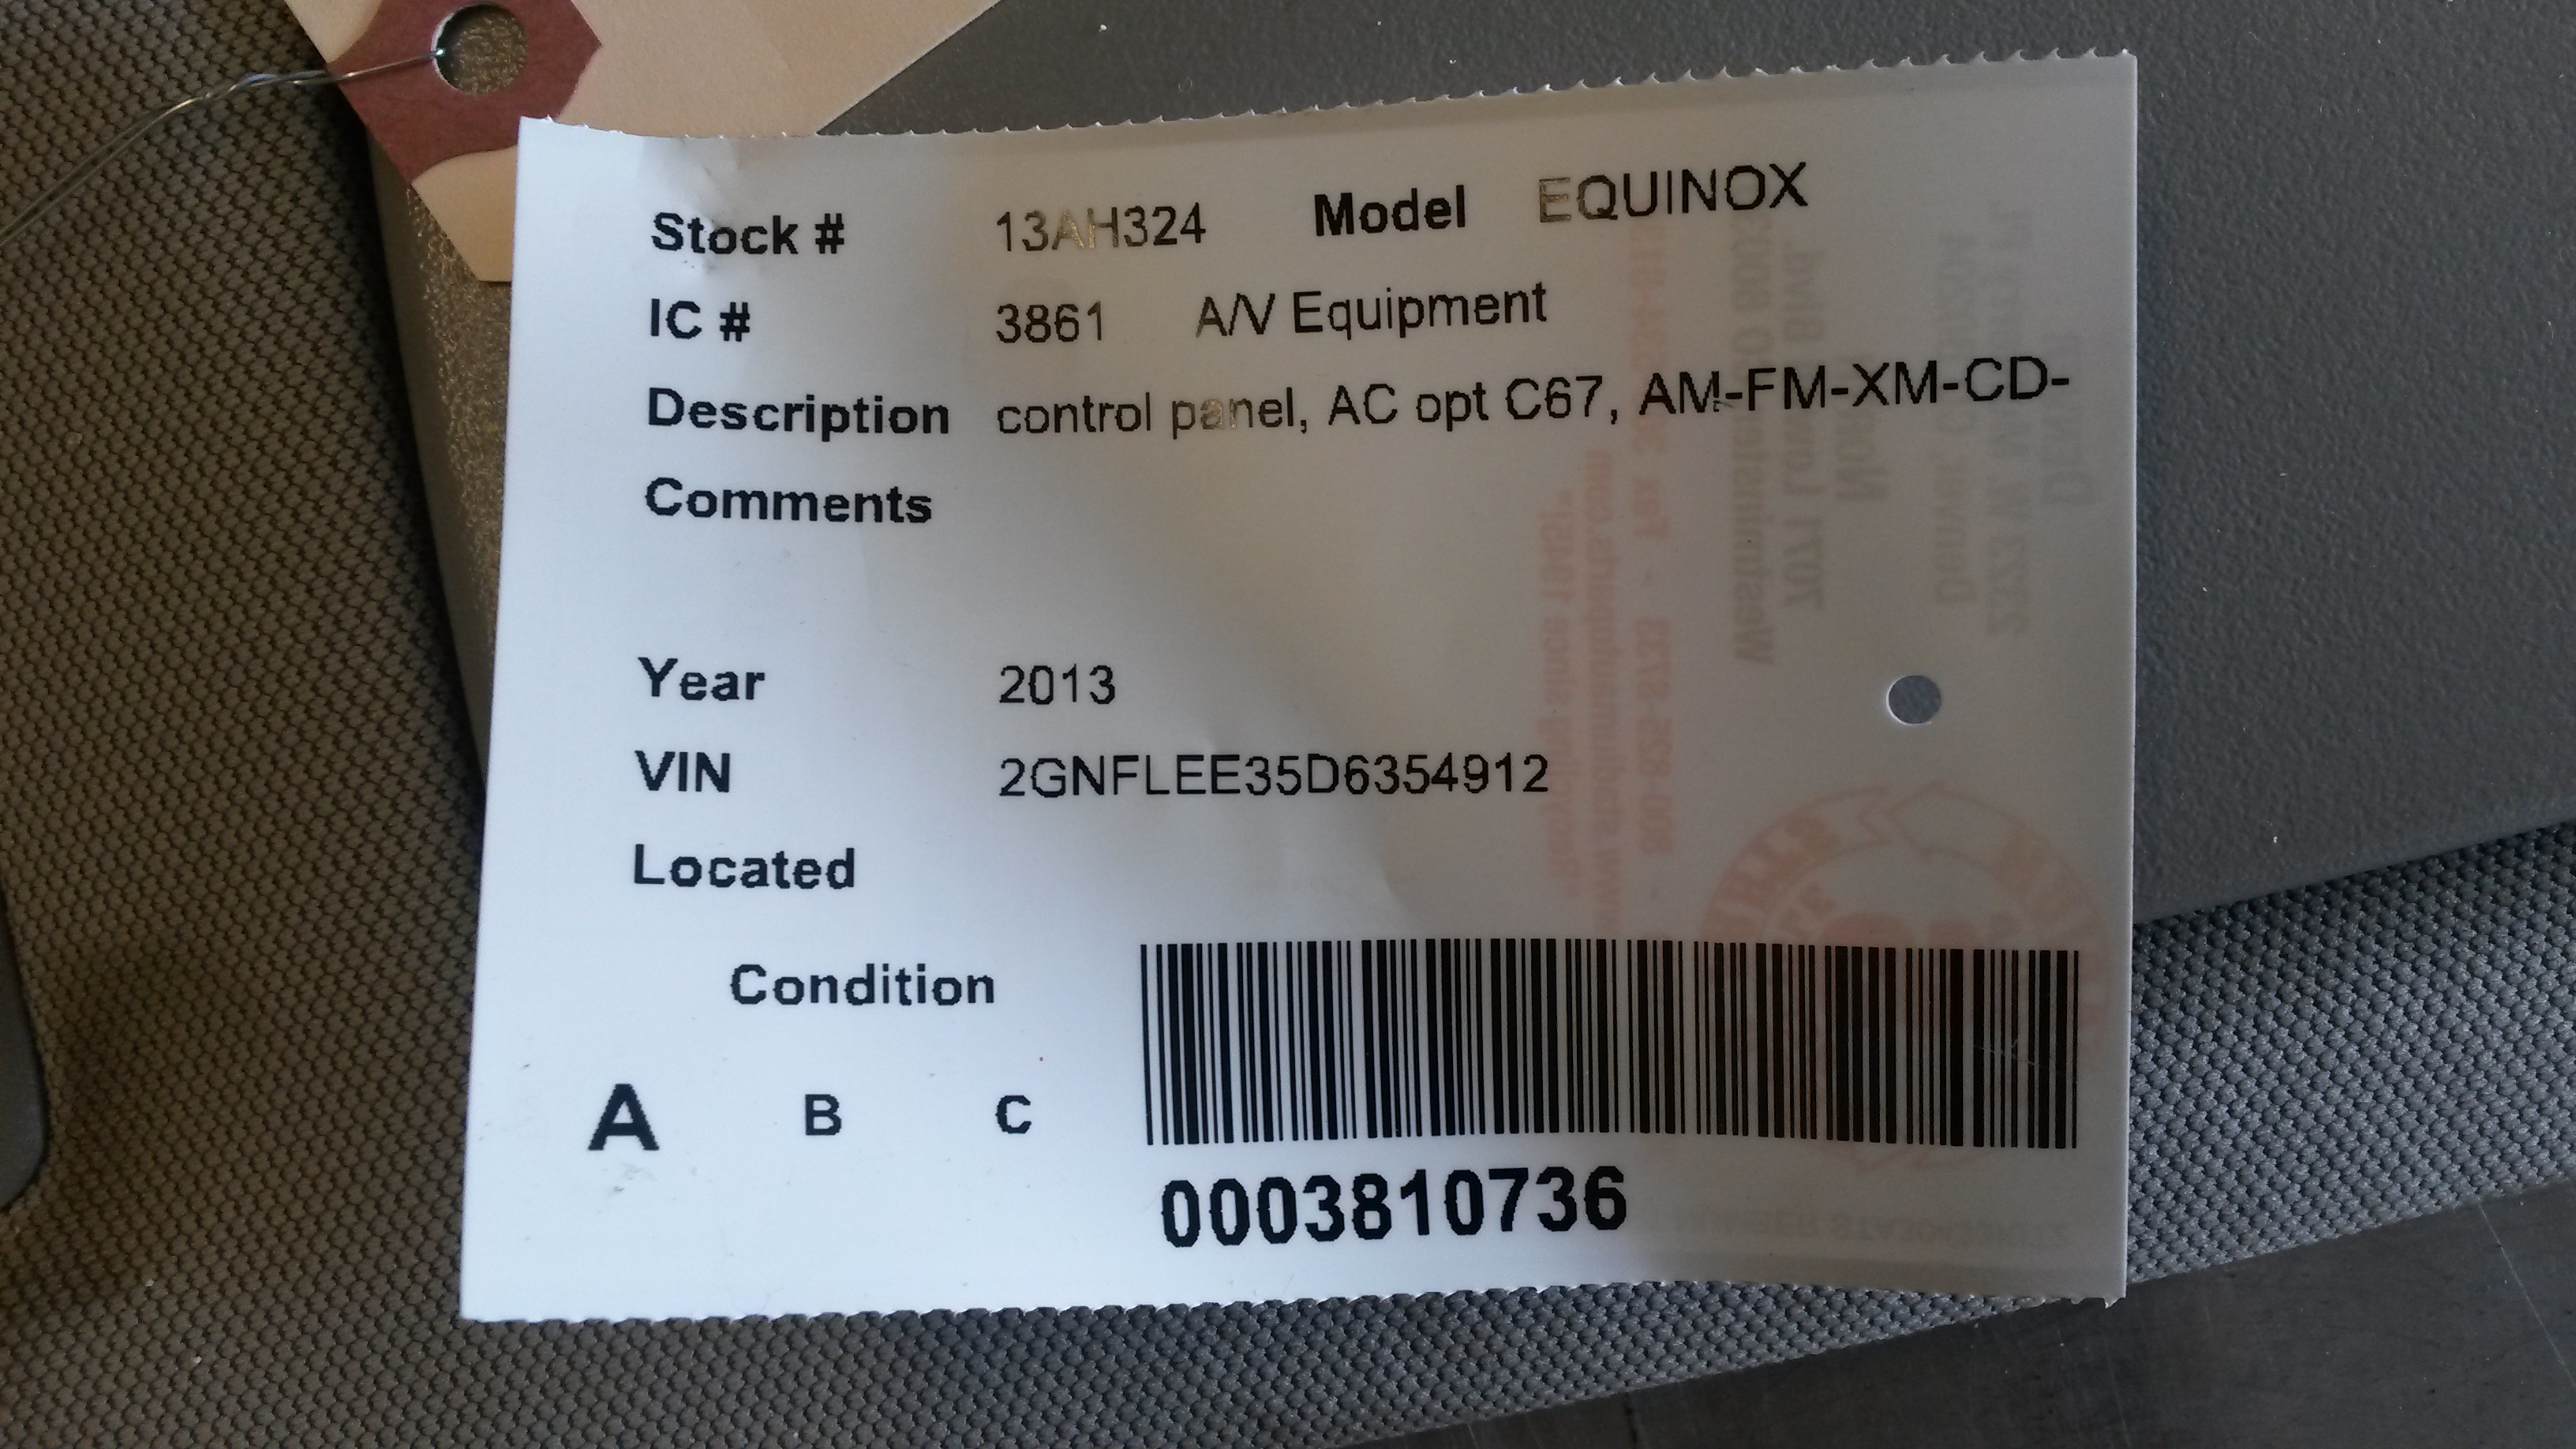 Stock # 13AH324 Model EQUINOX
IC # 3861 A/V Equipment
Description control panel, AC opt C67, AM-FM-XM-CD-
Comments
Year 2013
VIN 2GNFLEE35D6354912
Located
Condition
A B C
0003810736